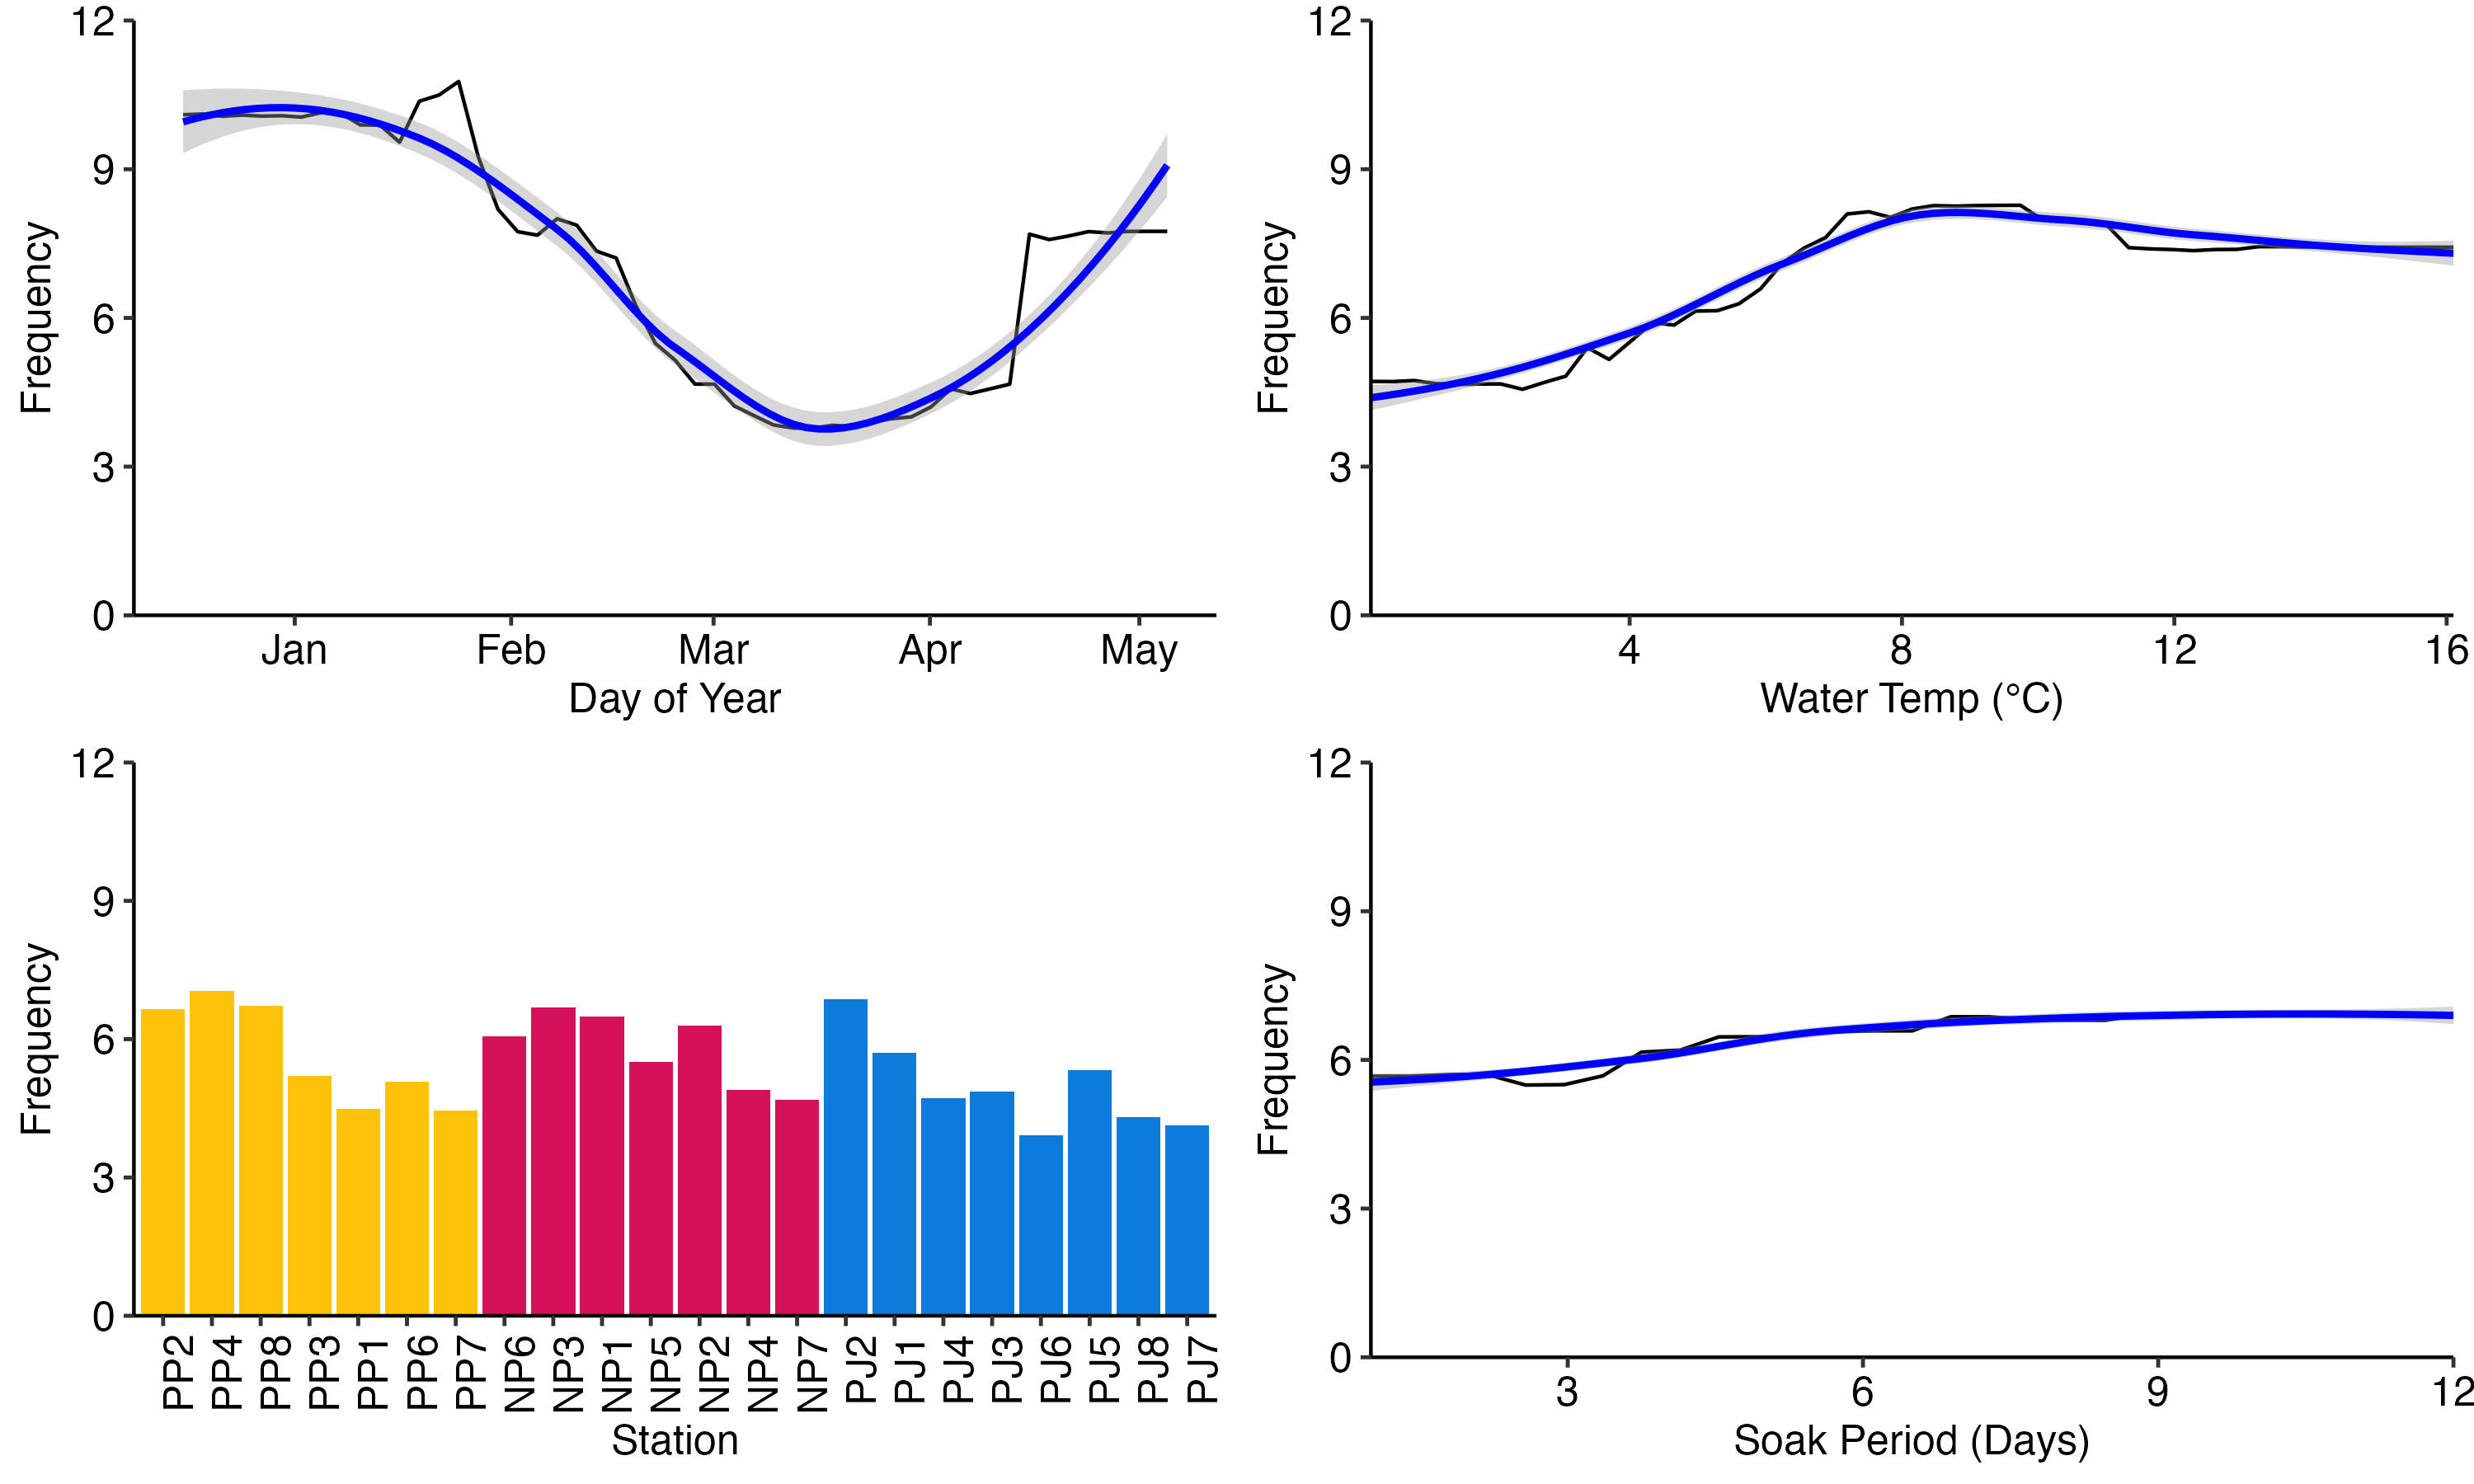 12
9
6
3
0
Frequency
Jan Feb Mar Apr May
Day of Year
12
9
6
3
0
Frequency
4 8 12 16
Water Temp (°C)
12
9
6
3
0
Frequency
PP2 PP4 PP8 PP3 PP1 PP6 PP7 NP6 NP3 NP1 NP5 NP2 NP4 NP7 PJ2 PJ1 PJ4 PJ3 PJ6 PJ5 PJ8 PJ7
Station
12
9
6
3
0
Frequency
3 6 9 12
Soak Period (Days)